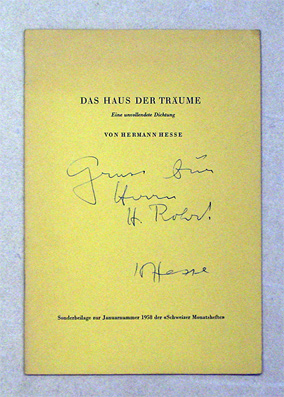 DAS HAUS DER TRÄUME
Eine unvollendete Dichtung
VON HERMANN HESSE
Gruss für
Herrn
H. Rohr!
HHesse
Sonderbeilage zur Januarnummer 1958 der «Schweizer Monatshefte»